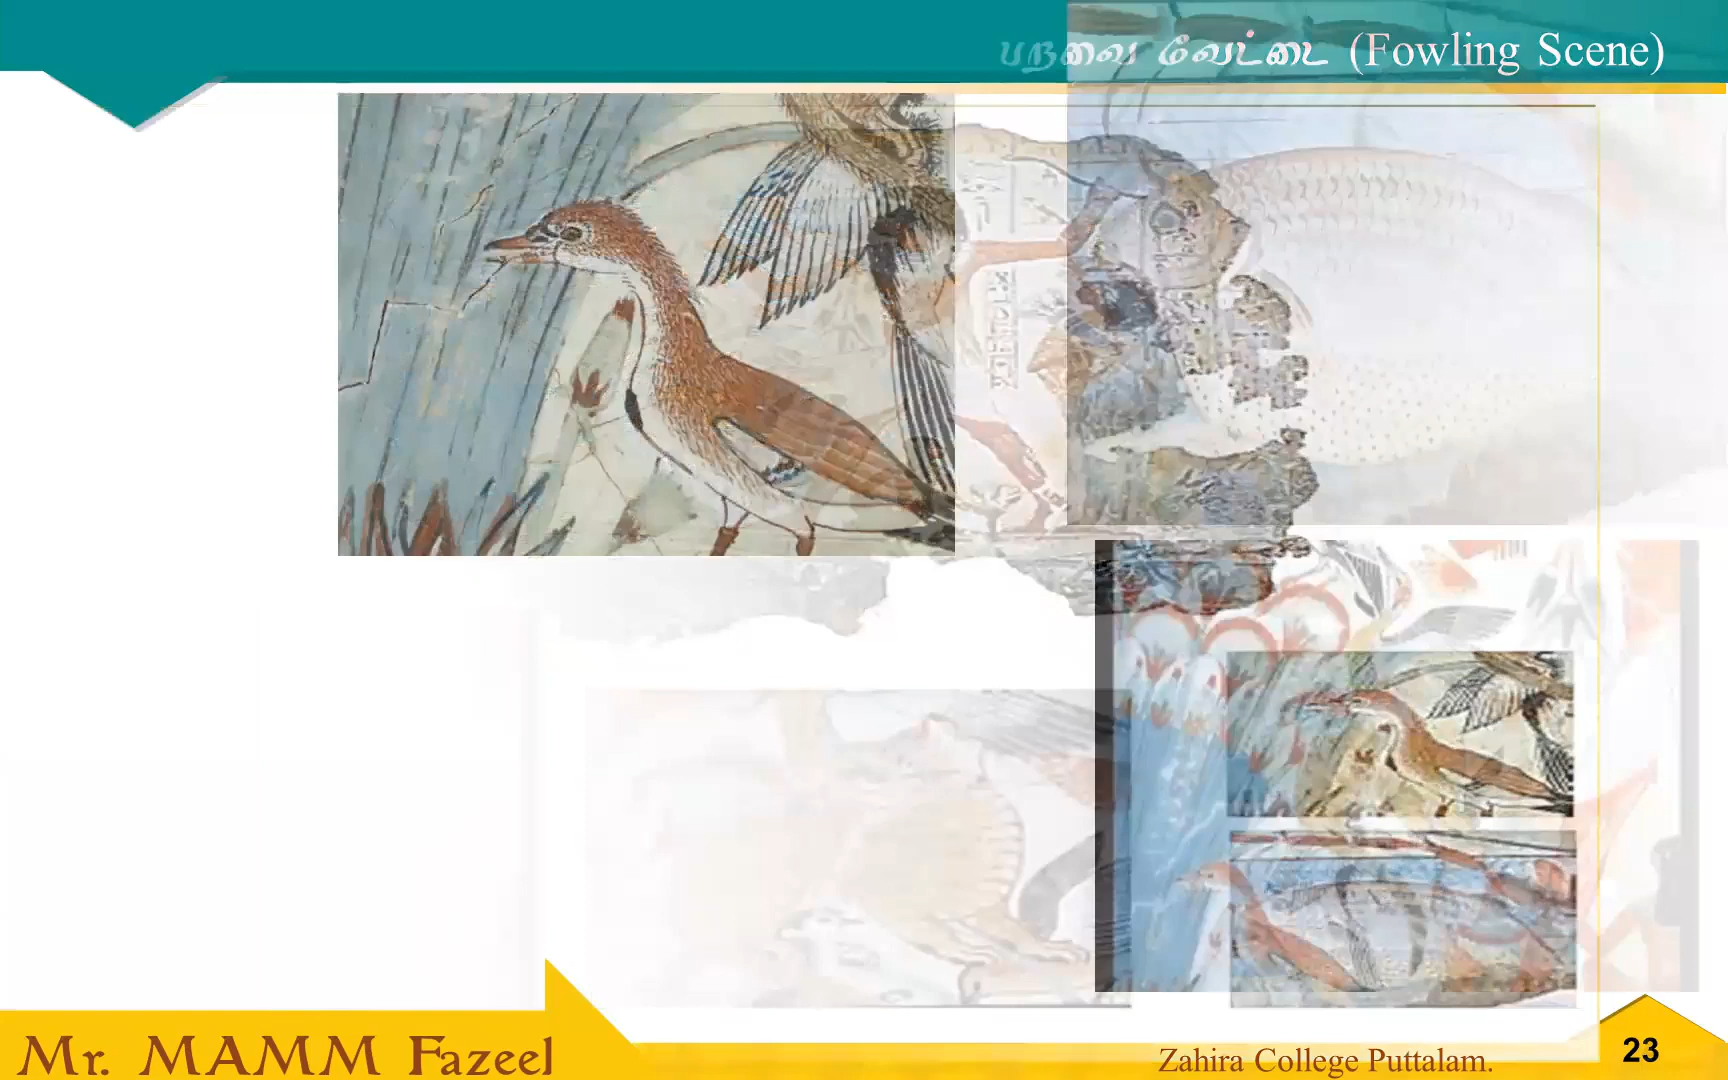 பறவை வேட்டை (Fowling Scene)
Mr. MAMM Fazeel
Zahira College Puttalam.
23